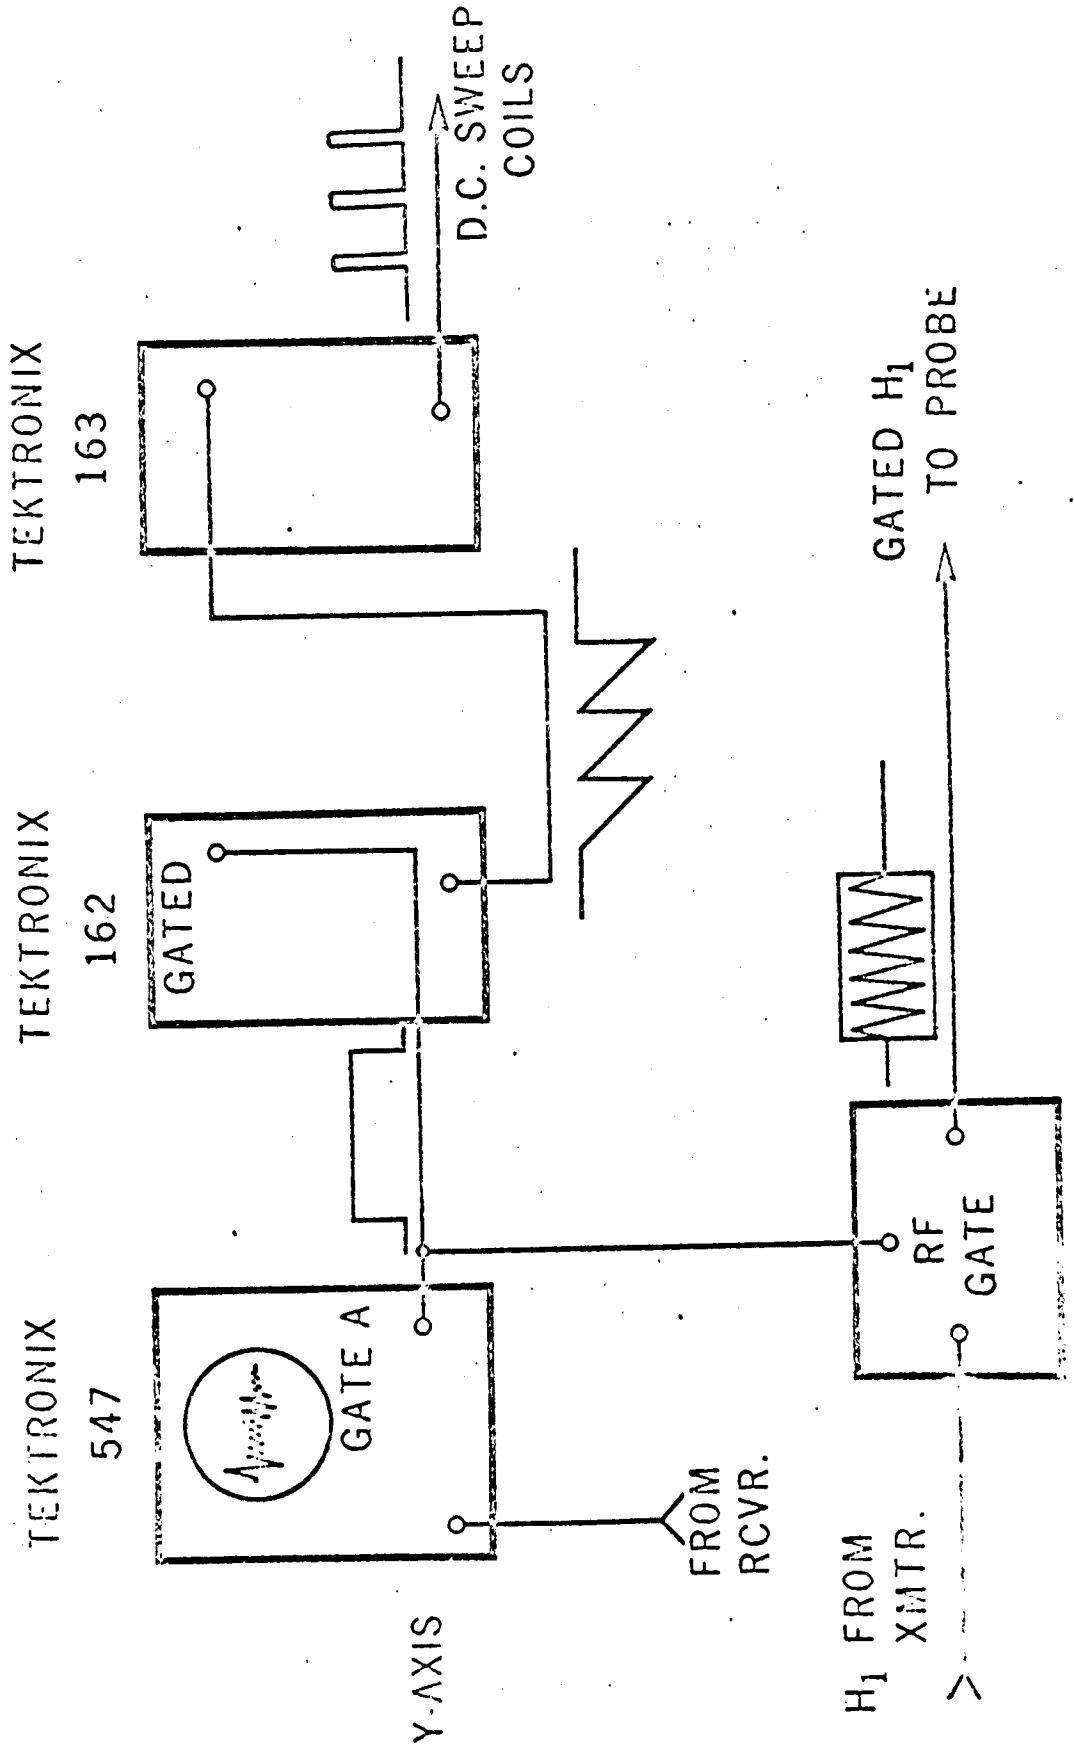 TEKTRONIX
547
TEKTRONIX
162
TEKTRONIX
163
GATE A
GATED
Y-AXIS
FROM
RCVR.
D.C. SWEEP
COILS
H1 FROM
XMTR.
RF
GATE
GATED H1
TO PROBE